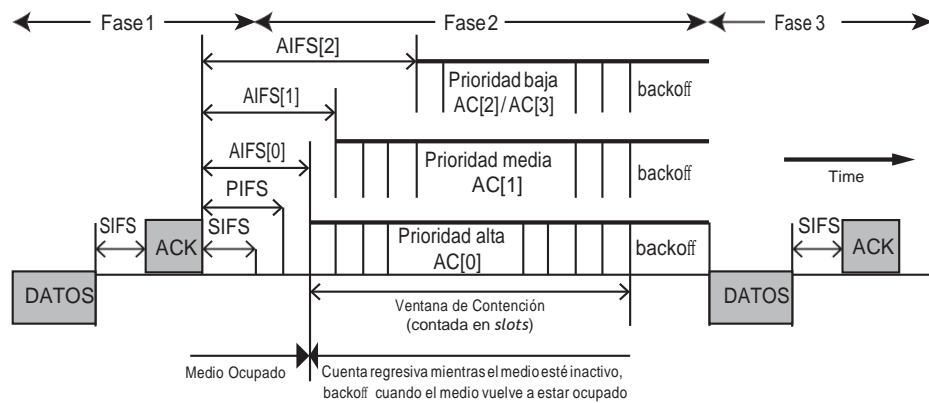 Fase 1
Fase 2
Fase 3
AIFS[2]
Prioridad baja
AC[2]/AC[3]
backoff
AIFS[1]
AIFS[0]
Prioridad media
AC[1]
backoff
Time
PIFS
SIFS
ACK
SIFS
Prioridad alta
AC[0]
backoff
SIFS
ACK
DATOS
DATOS
Ventana de Contención
(contada en slots)
Medio Ocupado
Cuenta regresiva mientras el medio esté inactivo,
backoff cuando el medio vuelve a estar ocupado